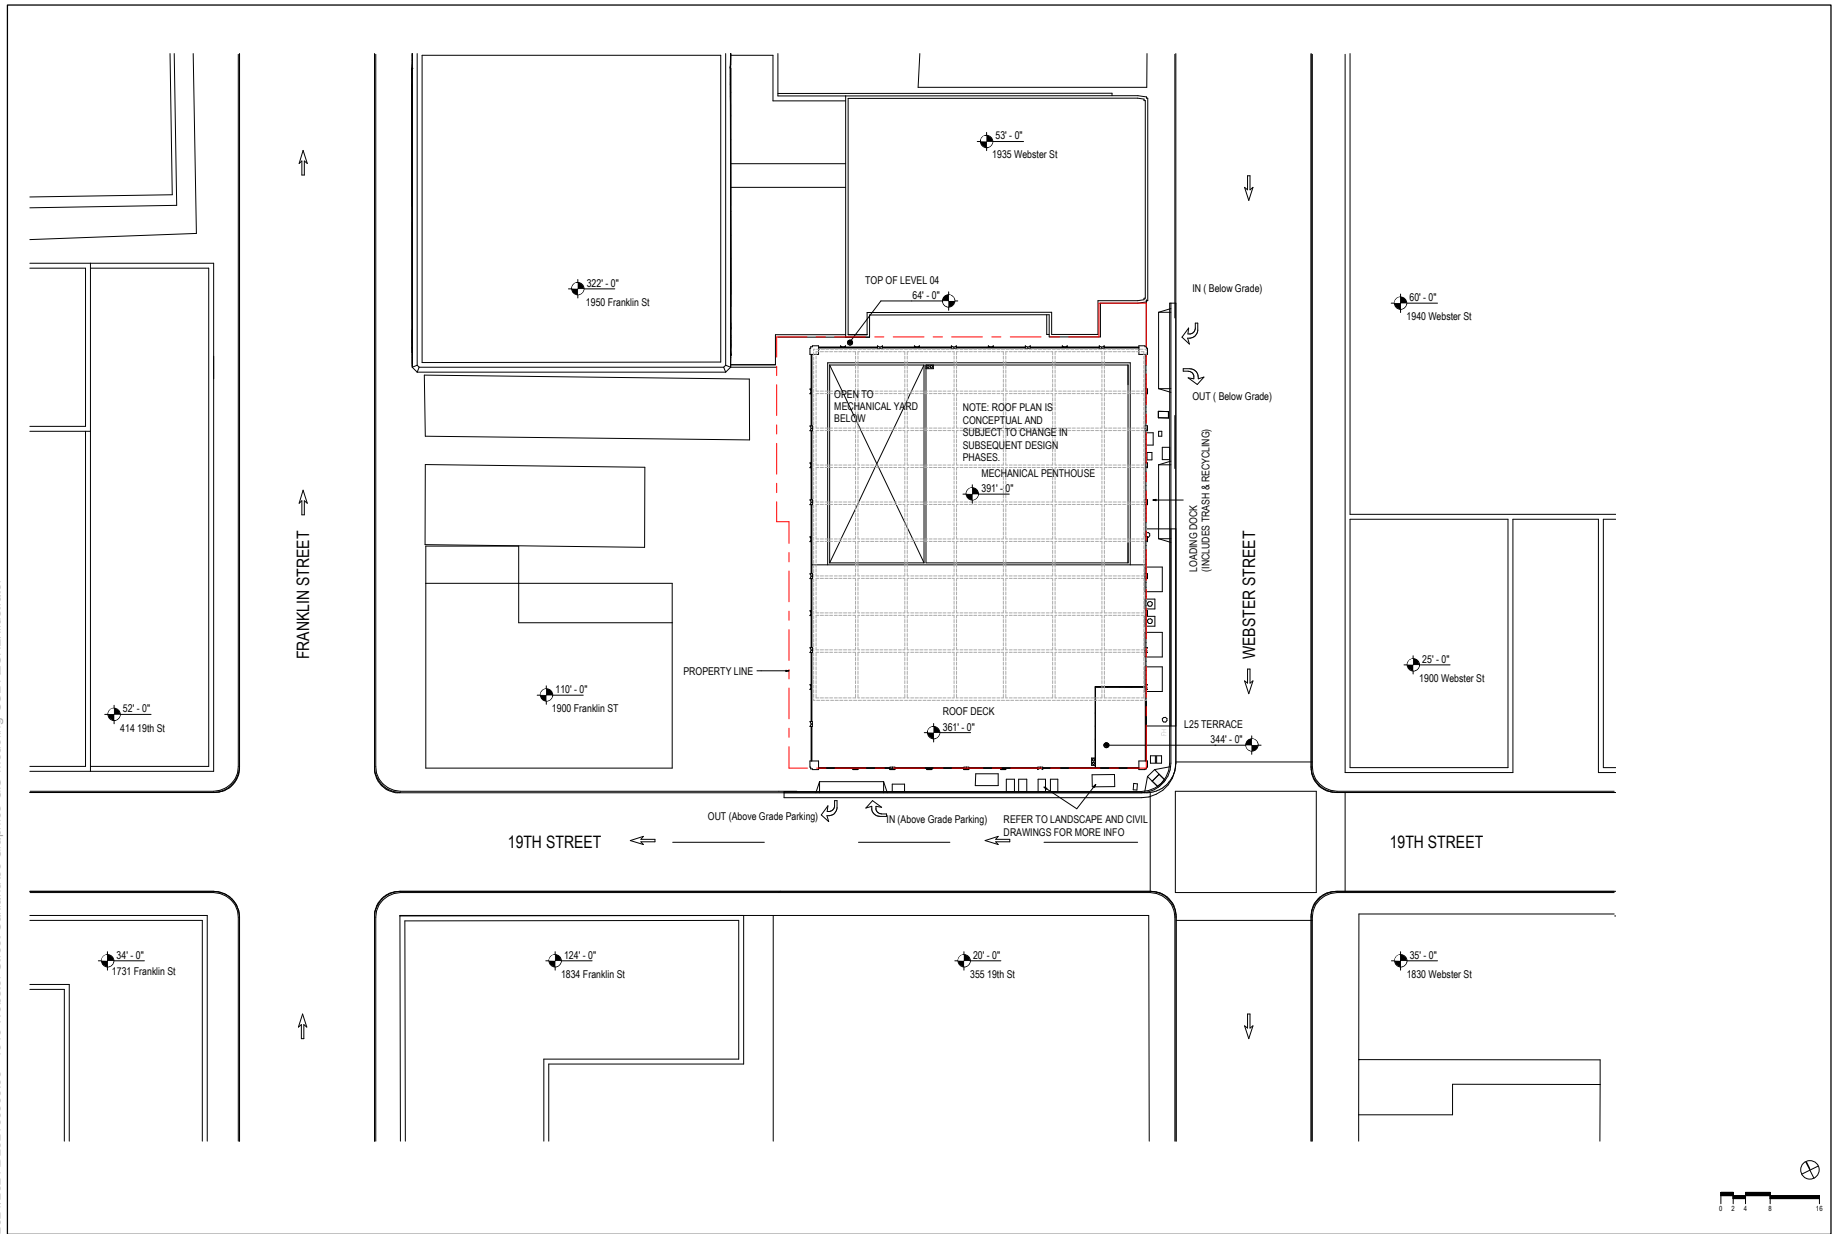 53' - 0"
1935 Webster St
322' - 0"
1950 Franklin St
TOP OF LEVEL 04
64' - 0"
IN ( Below Grade)
60' - 0"
1940 Webster St
OUT ( Below Grade)
OPEN TO
MECHANICAL YARD
BELOW
NOTE: ROOF PLAN IS
CONCEPTUAL AND
SUBJECT TO CHANGE IN
SUBSEQUENT DESIGN
PHASES.
MECHANICAL PENTHOUSE
391' - 0"
LOADING DOCK
(INCLUDES TRASH & RECYCLING)
FRANKLIN STREET
WEBSTER STREET
PROPERTY LINE
110' - 0"
1900 Franklin ST
52' - 0"
414 19th St
25' - 0"
1900 Webster St
ROOF DECK
361' - 0"
L25 TERRACE
344' - 0"
OUT (Above Grade Parking)
IN (Above Grade Parking)
REFER TO LANDSCAPE AND CIVIL
DRAWINGS FOR MORE INFO
19TH STREET
19TH STREET
34' - 0"
1731 Franklin St
124' - 0"
1834 Franklin St
20' - 0"
355 19th St
35' - 0"
1830 Webster St
0 2 4 8 16